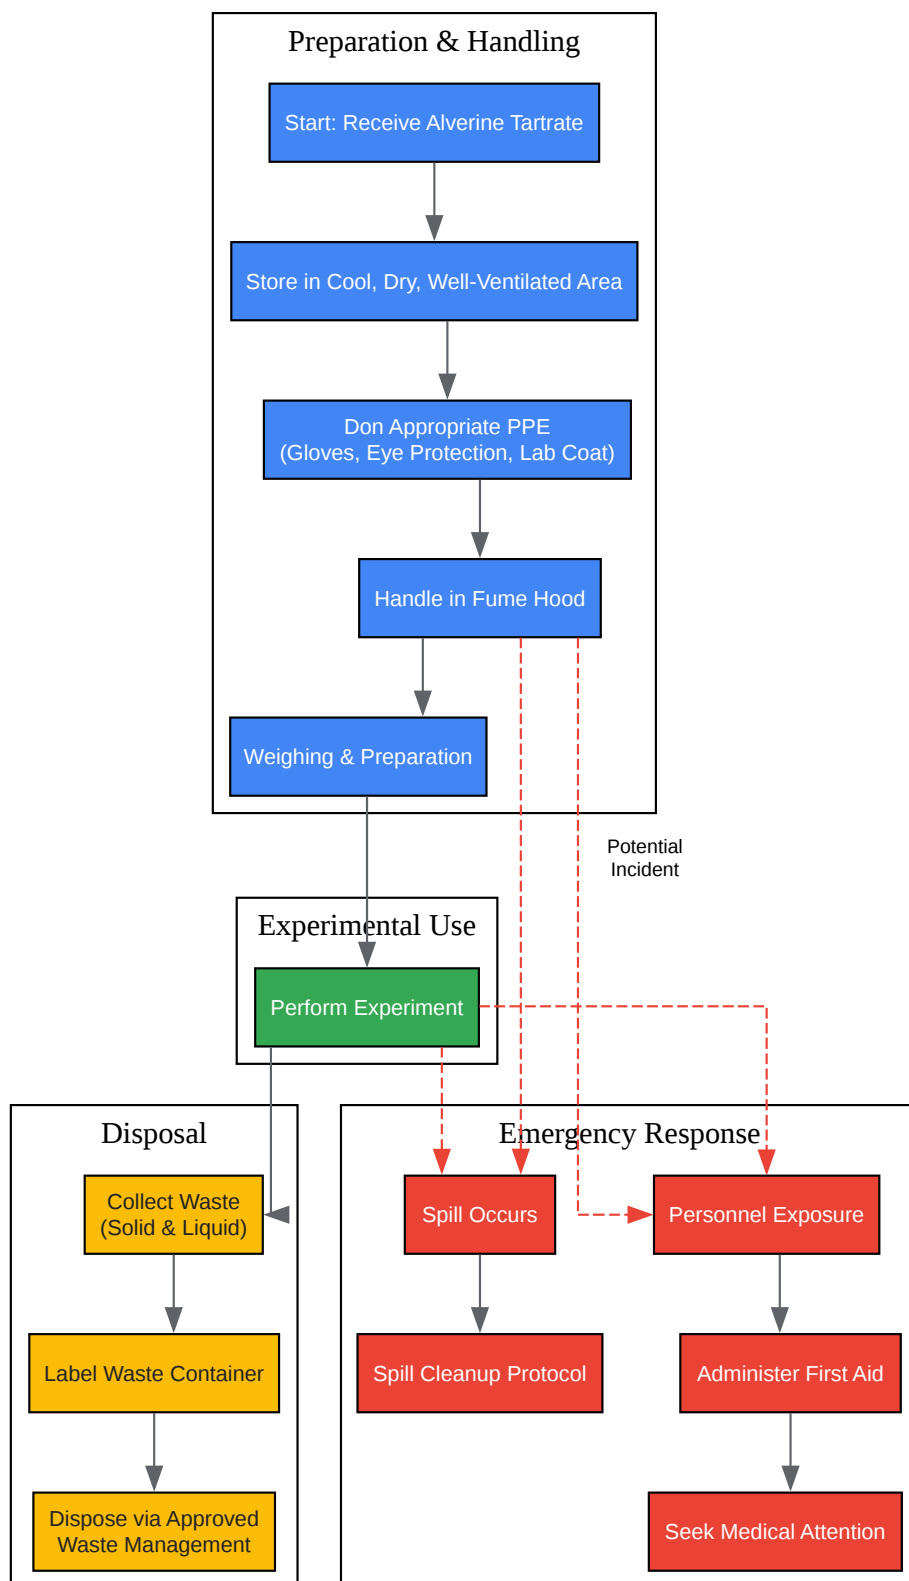 Preparation & Handling
Start: Receive Alverine Tartrate
Store in Cool, Dry, Well-Ventilated Area
Don Appropriate PPE
(Gloves, Eye Protection, Lab Coat)
Handle in Fume Hood
Weighing & Preparation
Potential
Incident
Experimental Use
Perform Experiment
Disposal
Collect Waste
(Solid & Liquid)
Label Waste Container
Dispose via Approved
Waste Management
Emergency Response
Spill Occurs
Personnel Exposure
Spill Cleanup Protocol
Administer First Aid
Seek Medical Attention